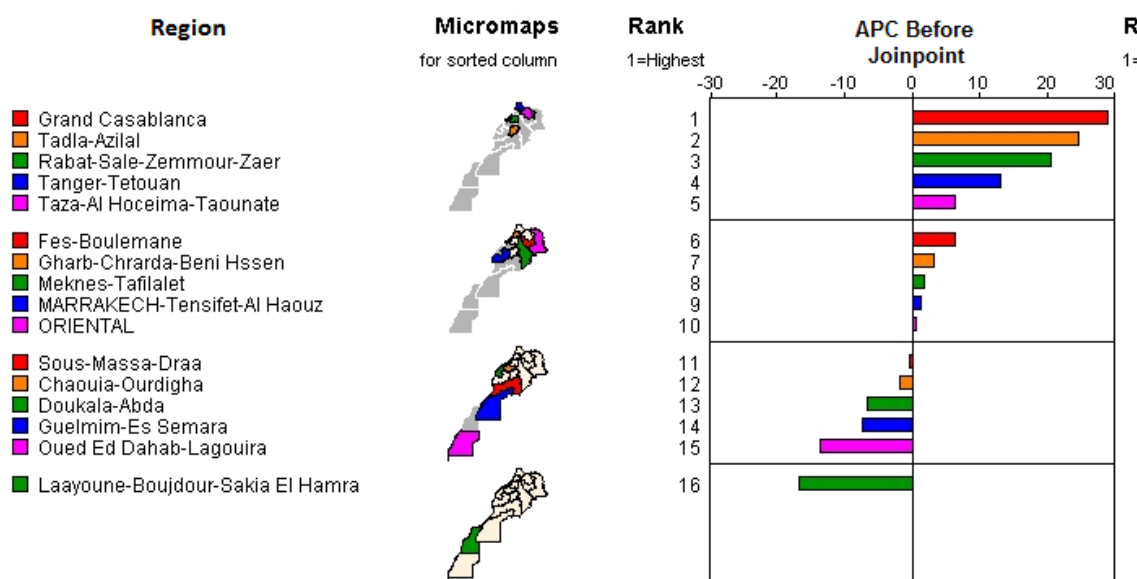 Region Micromaps Rank APC Before R
Joinpoint
for sorted column 1=Highest 1=
-30 -20 -10 0 10 20 30
Grand Casablanca 1
Tadla-Azilal 2
Rabat-Sale-Zemmour-Zaer 3
Tanger-Tetouan 4
Taza-Al Hoceima-Taounate 5
Fes-Boulemane 6
Gharb-Chrarda-Beni Hssen 7
Meknes-Tafilalet 8
MARRAKECH-Tensifet-Al Haouz 9
ORIENTAL 10
Sous-Massa-Draa 11
Chaouia-Ourdigha 12
Doukala-Abda 13
Guelmim-Es Semara 14
Oued Ed Dahab-Lagouira 15
Laayoune-Boujdour-Sakia El Hamra 16